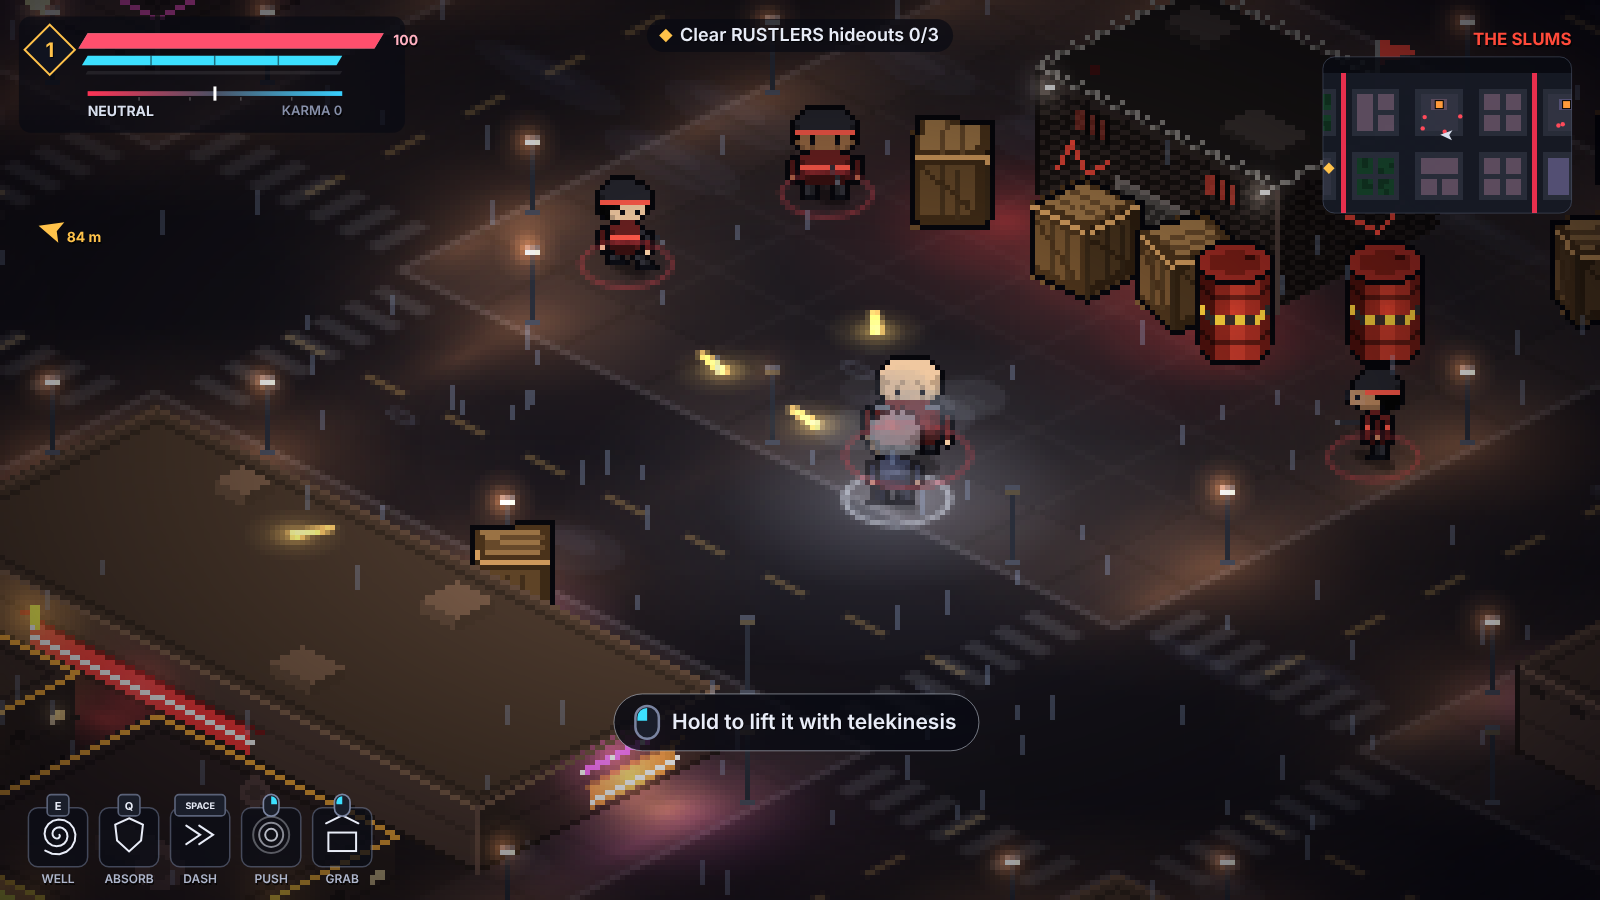 1
100
NEUTRAL
KARMA 0
Clear RUSTLERS hideouts 0/3
THE SLUMS
84 m
Hold to lift it with telekinesis
E
Q
SPACE
WELL
ABSORB
DASH
PUSH
GRAB